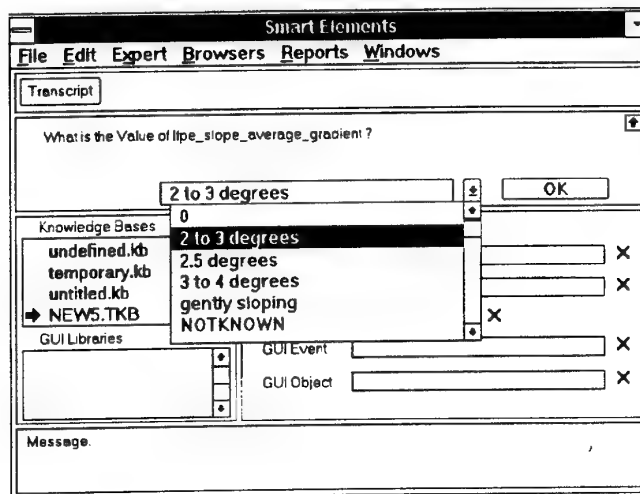 Smart Elements
File Edit Expert Browsers Reports Windows
Transcript
What is the Value of ltpe_slope_average_gradient ?
2 to 3 degrees
OK
0
2 to 3 degrees
2.5 degrees
3 to 4 degrees
gently sloping
NOTKNOWN
Knowledge Bases
undefined.kb
temporary.kb
untitled.kb
NEW5.TKB
GUI Libraries
GUI Event
GUI Object
Message.